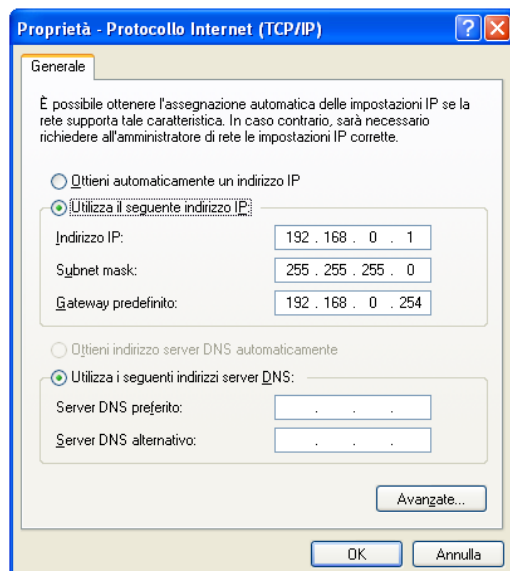 Proprietà - Protocollo Internet (TCP/IP)
Generale
È possibile ottenere l'assegnazione automatica delle impostazioni IP se la
rete supporta tale caratteristica. In caso contrario, sarà necessario
richiedere all'amministratore di rete le impostazioni IP corrette.
Ottieni automaticamente un indirizzo IP
Utilizza il seguente indirizzo IP:
Indirizzo IP: 192 . 168 . 0 . 1
Subnet mask: 255 . 255 . 255 . 0
Gateway predefinito: 192 . 168 . 0 . 254
Ottieni indirizzo server DNS automaticamente
Utilizza i seguenti indirizzi server DNS:
Server DNS preferito: . . .
Server DNS alternativo: . . .
Avanzate...
OK Annulla